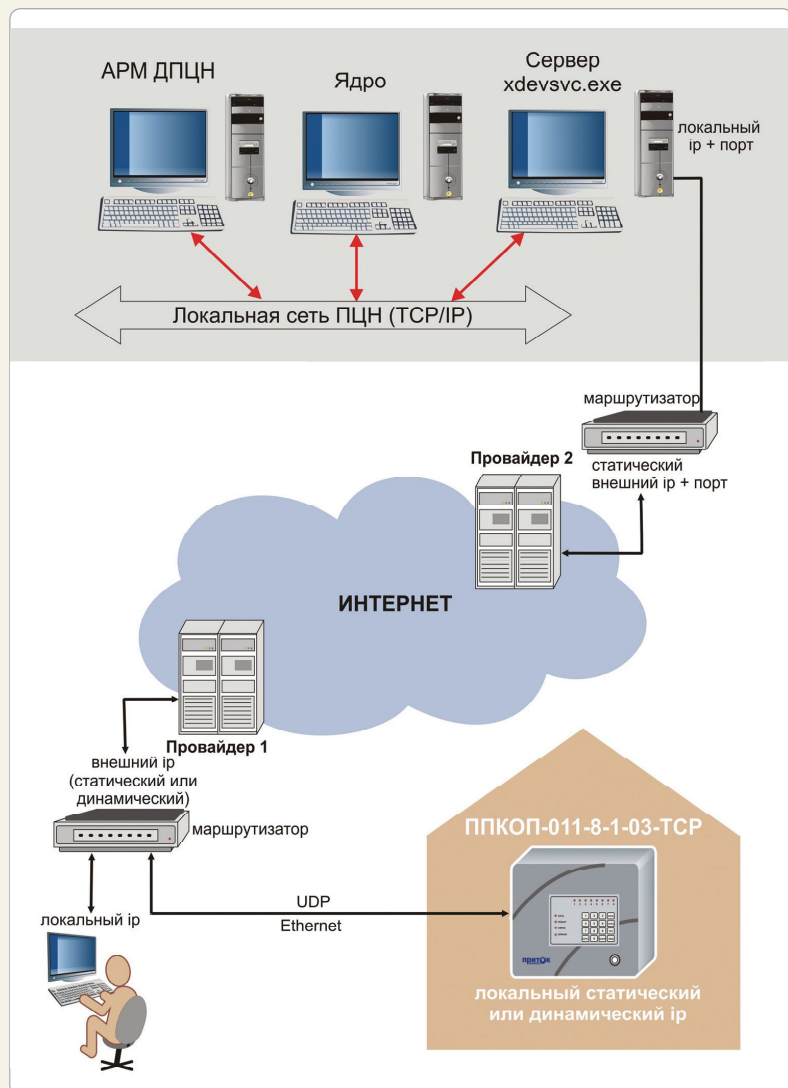 АРМ ДПЦН
Ядро
Сервер
xdevsvc.exe
локальный
ip + порт
Локальная сеть ПЦН (TCP/IP)
маршрутизатор
Провайдер 2
статический
внешний ip + порт
ИНТЕРНЕТ
Провайдер 1
внешний ip
(статический или
динамический)
маршрутизатор
ППКОП-011-8-1-03-TCP
UDP
Ethernet
локальный ip
приток
локальный статический
или динамический ip